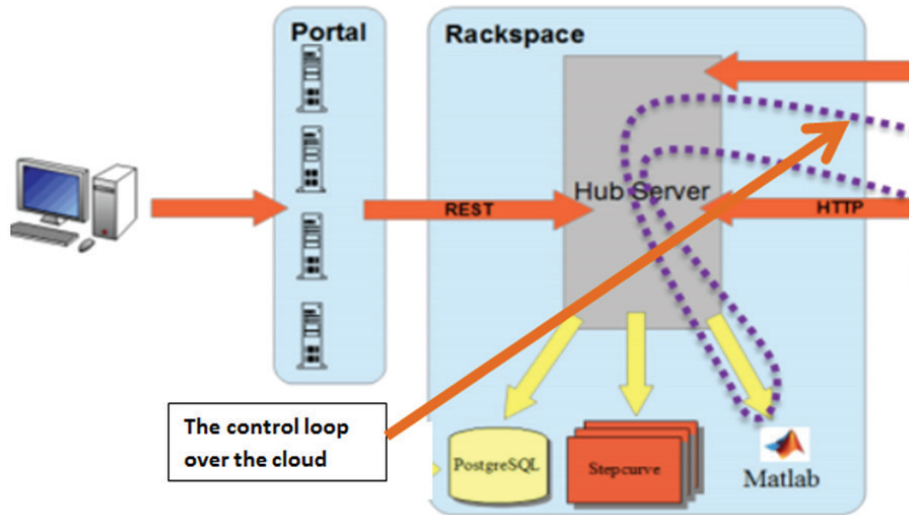 Portal
Rackspace
Hub Server
REST
HTTP
The control loop
over the cloud
PostgreSQL
Stepcurve
Matlab